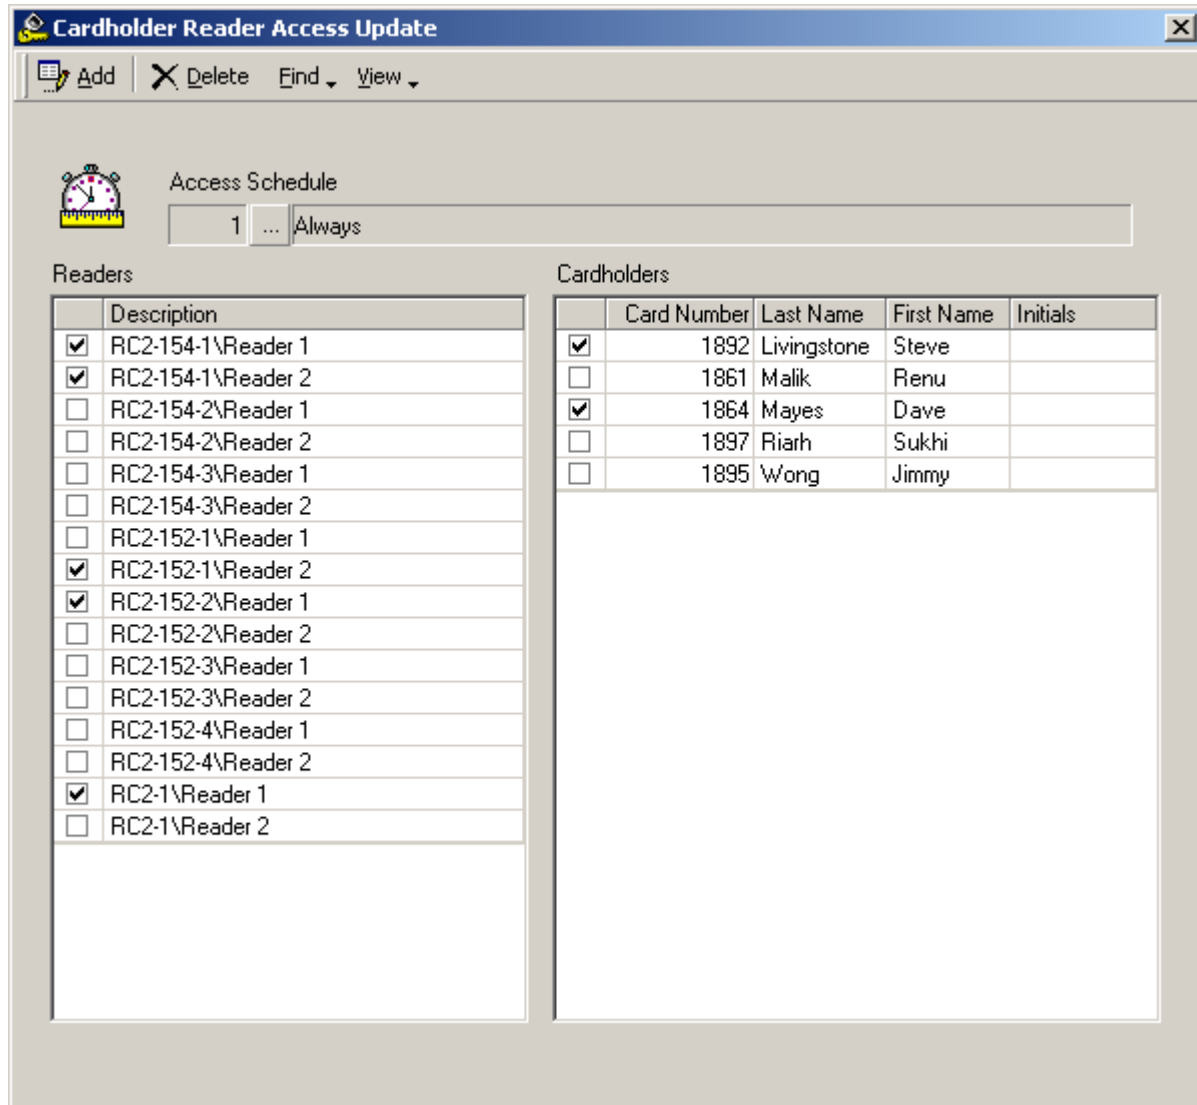 Cardholder Reader Access Update
Add Delete Find View
Access Schedule
1 ... Always
Readers
Description
RC2-154-1\Reader 1
RC2-154-1\Reader 2
RC2-154-2\Reader 1
RC2-154-2\Reader 2
RC2-154-3\Reader 1
RC2-154-3\Reader 2
RC2-152-1\Reader 1
RC2-152-1\Reader 2
RC2-152-2\Reader 1
RC2-152-2\Reader 2
RC2-152-3\Reader 1
RC2-152-3\Reader 2
RC2-152-4\Reader 1
RC2-152-4\Reader 2
RC2-1\Reader 1
RC2-1\Reader 2
Cardholders
Card Number Last Name First Name Initials
1892 Livingstone Steve
1861 Malik Renu
1864 Mayes Dave
1897 Riarh Sukhi
1895 Wong Jimmy